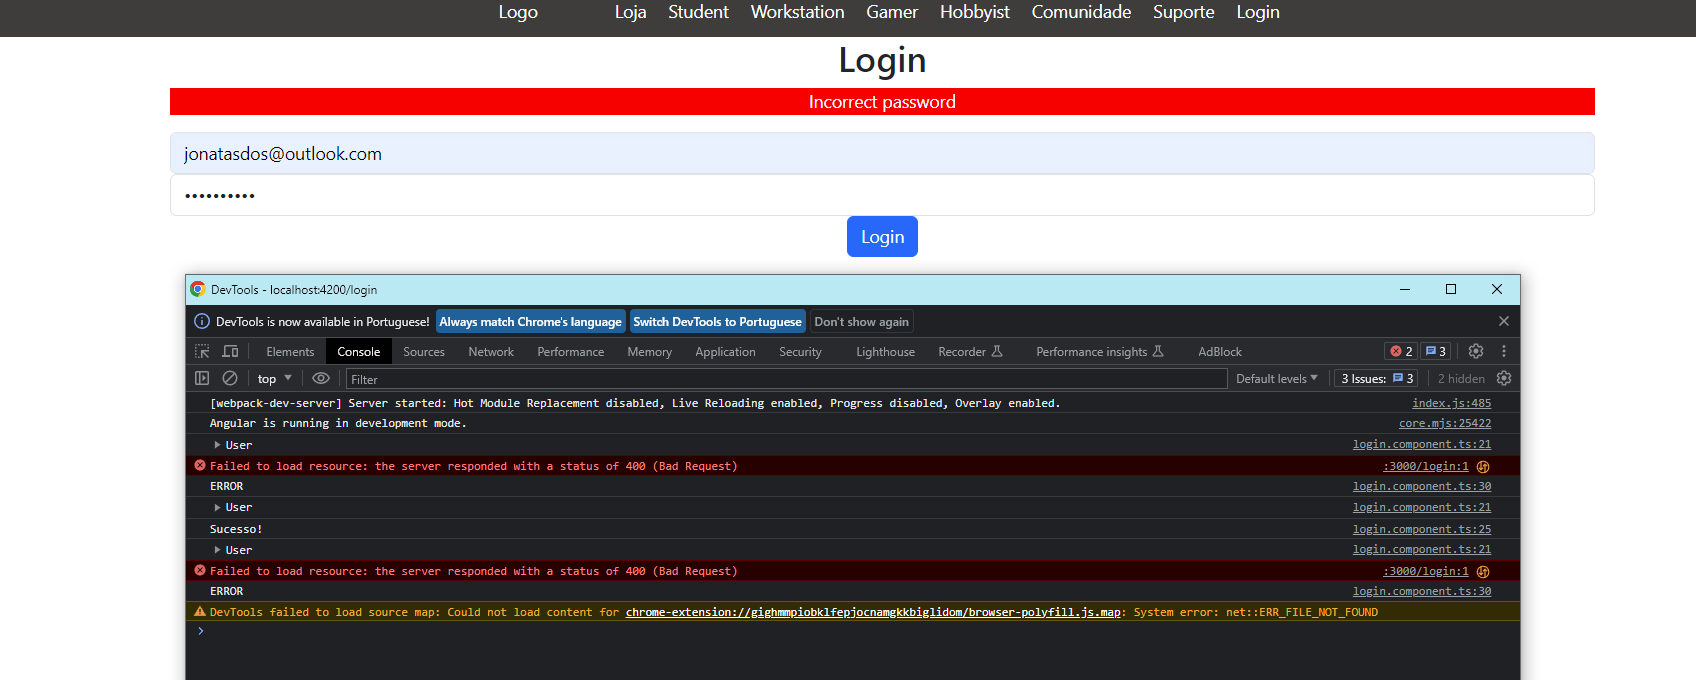 Logo Loja Student Workstation Gamer Hobbyist Comunidade Suporte Login
Login
Incorrect password
jonatasdos@outlook.com
••••••••••
Login
DevTools - localhost:4200/login
DevTools is now available in Portuguese! Always match Chrome's language Switch DevTools to Portuguese Don't show again
Elements Console Sources Network Performance Memory Application Security Lighthouse Recorder Performance insights AdBlock 2 3
top Filter Default levels 3 Issues: 3 2 hidden
[webpack-dev-server] Server started: Hot Module Replacement disabled, Live Reloading enabled, Progress disabled, Overlay enabled. index.js:485
Angular is running in development mode. core.mjs:25422
User login.component.ts:21
Failed to load resource: the server responded with a status of 400 (Bad Request) :3000/login:1
ERROR login.component.ts:30
User login.component.ts:21
Sucesso! login.component.ts:25
User login.component.ts:21
Failed to load resource: the server responded with a status of 400 (Bad Request) :3000/login:1
ERROR login.component.ts:30
DevTools failed to load source map: Could not load content for chrome-extension://gighmmpiobklfepjocnamgkkbiglidom/browser-polyfill.js.map: System error: net::ERR_FILE_NOT_FOUND